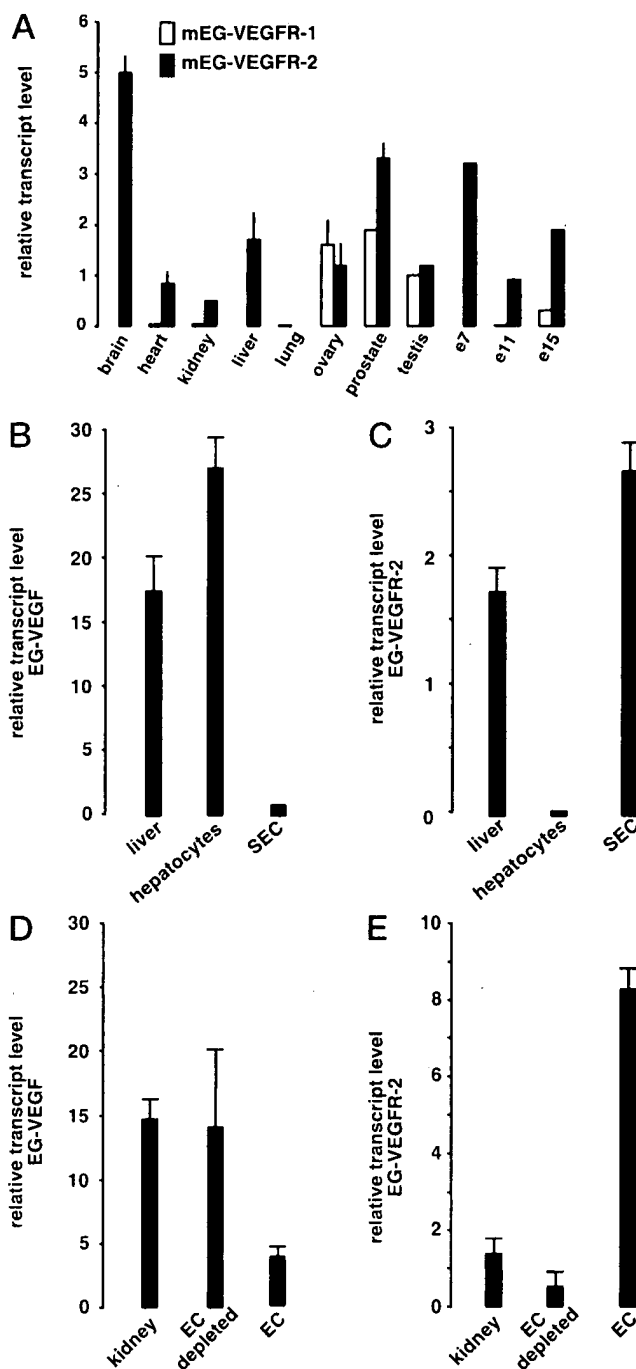 A
mEG-VEGFR-1
mEG-VEGFR-2
relative transcript level
6
5
4
3
2
1
0
brain
heart
kidney
liver
lung
ovary
prostate
testis
e7
e11
e15
B
relative transcript level
EG-VEGF
30
25
20
15
10
5
0
liver
hepatocytes
SEC
C
relative transcript level
EG-VEGFR-2
3
2
1
0
liver
hepatocytes
SEC
D
relative transcript level
EG-VEGF
30
25
20
15
10
5
0
kidney
EC
depleted
EC
E
relative transcript level
EG-VEGFR-2
10
8
6
4
2
0
kidney
EC
depleted
EC